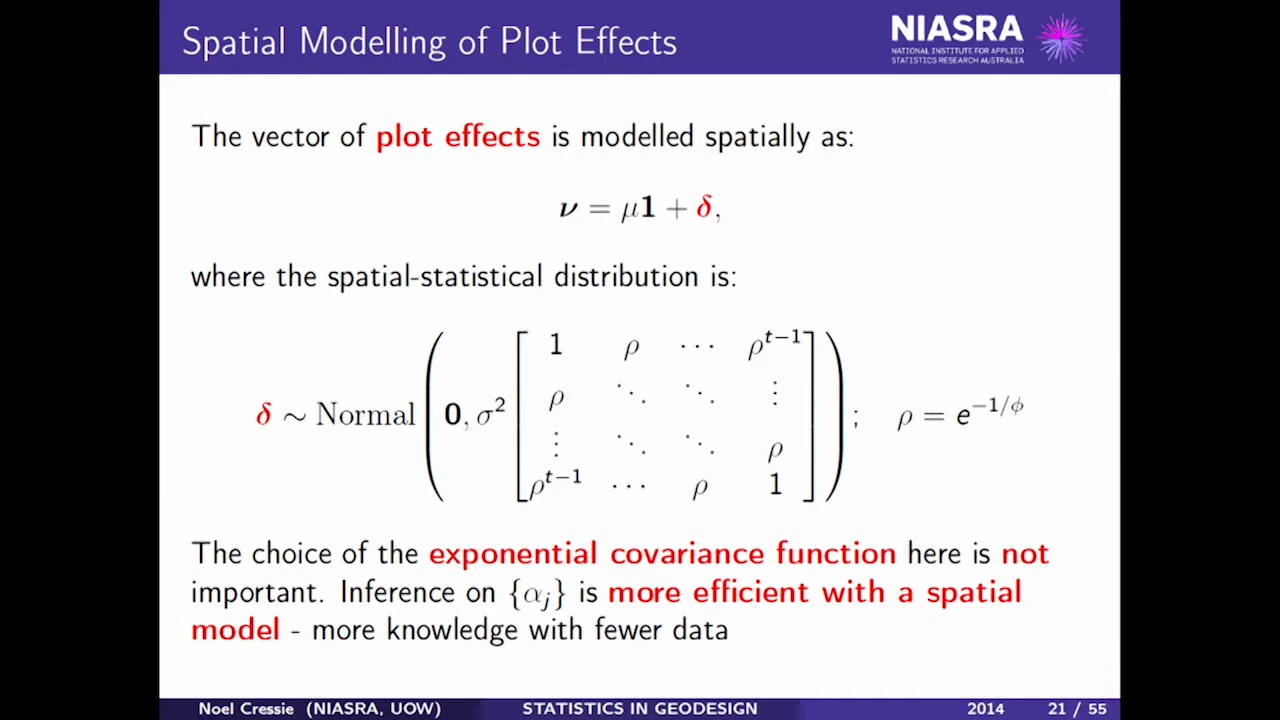 Spatial Modelling of Plot Effects
NIASRA
NATIONAL INSTITUTE FOR APPLIED
STATISTICS RESEARCH AUSTRALIA
The vector of plot effects is modelled spatially as:
ν = μ1 + δ,
where the spatial-statistical distribution is:
δ ∼ Normal ( 0, σ² [ 1 ρ ⋯ ρ^{t−1}
ρ ⋱ ⋱ ⋮
⋮ ⋱ ⋱ ρ
ρ^{t−1} ⋯ ρ 1 ] ) ; ρ = e^{−1/φ}
The choice of the exponential covariance function here is not
important. Inference on {α_j} is more efficient with a spatial
model - more knowledge with fewer data
Noel Cressie (NIASRA, UOW) STATISTICS IN GEODESIGN 2014 21 / 55